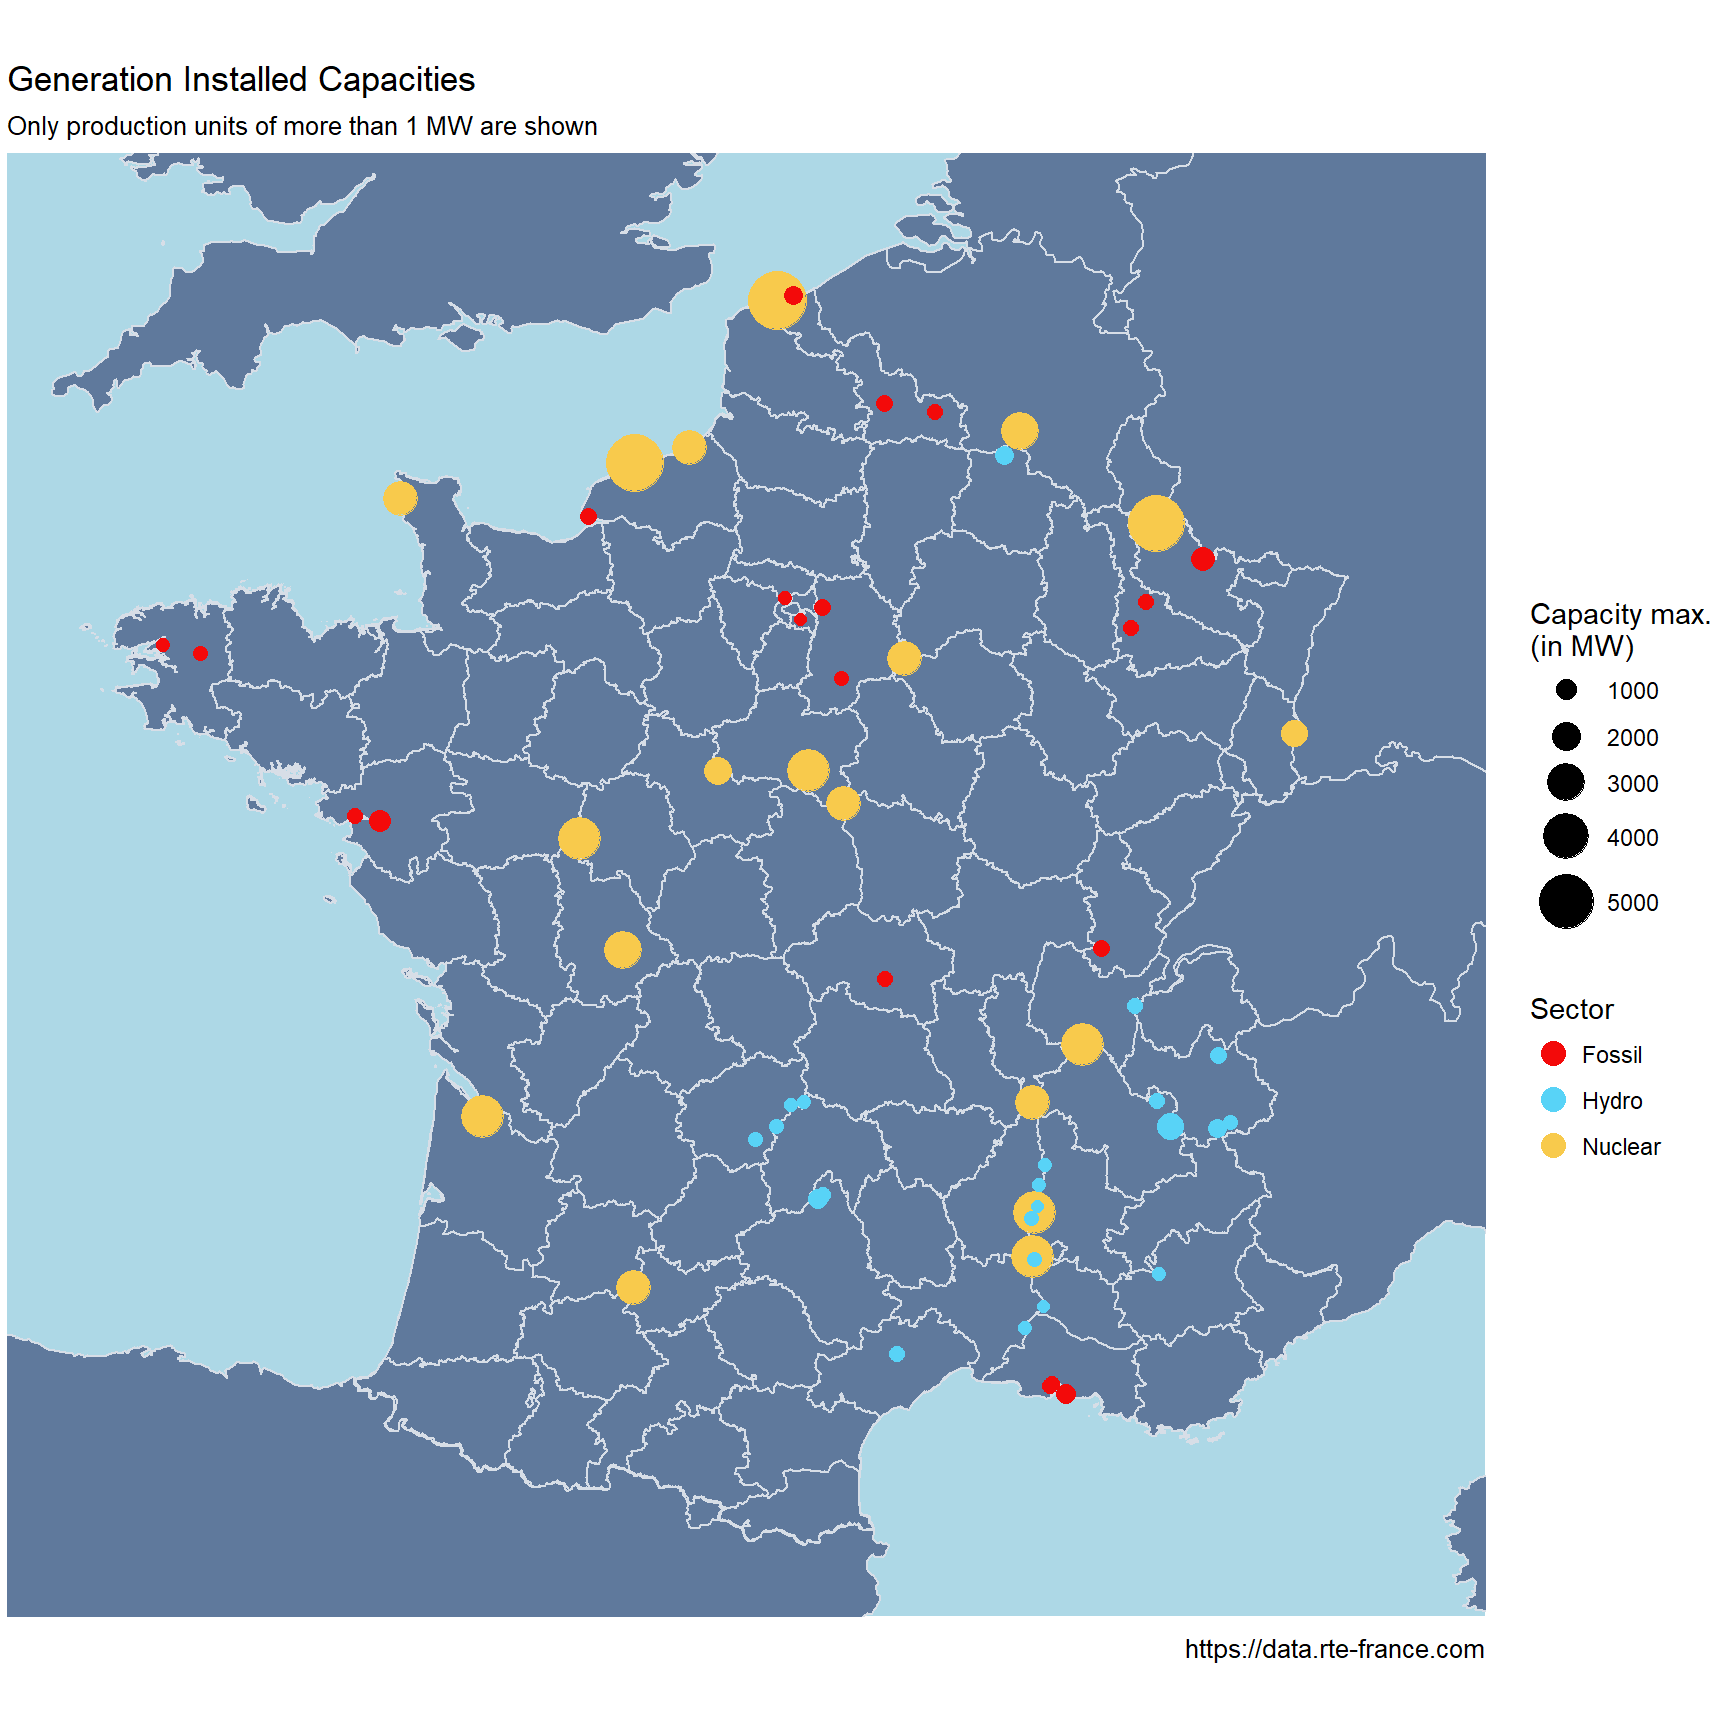 Generation Installed Capacities
Only production units of more than 1 MW are shown
Capacity max.
(in MW)
1000
2000
3000
4000
5000
Sector
Fossil
Hydro
Nuclear
https://data.rte-france.com